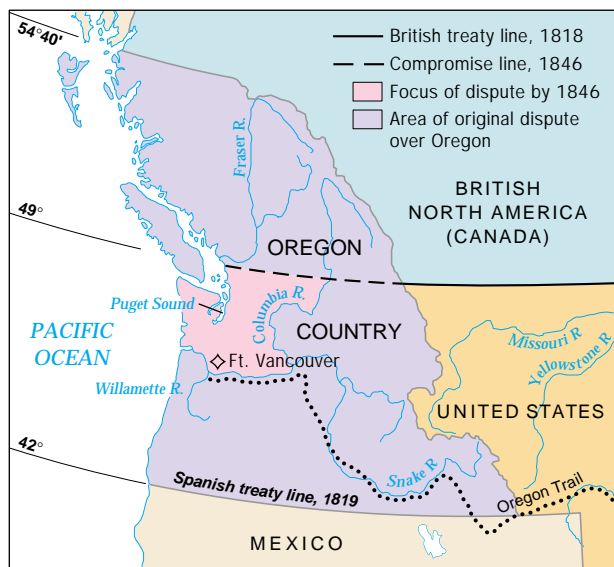 54°40'
British treaty line, 1818
Compromise line, 1846
Focus of dispute by 1846
Area of original dispute
over Oregon
Fraser R.
49°
BRITISH
NORTH AMERICA
(CANADA)
OREGON
Puget Sound
Columbia R.
COUNTRY
PACIFIC
OCEAN
Missouri R
Yellowstone R
Ft. Vancouver
Willamette R.
UNITED STATES
42°
Snake R
Spanish treaty line, 1819
Oregon Trail
MEXICO